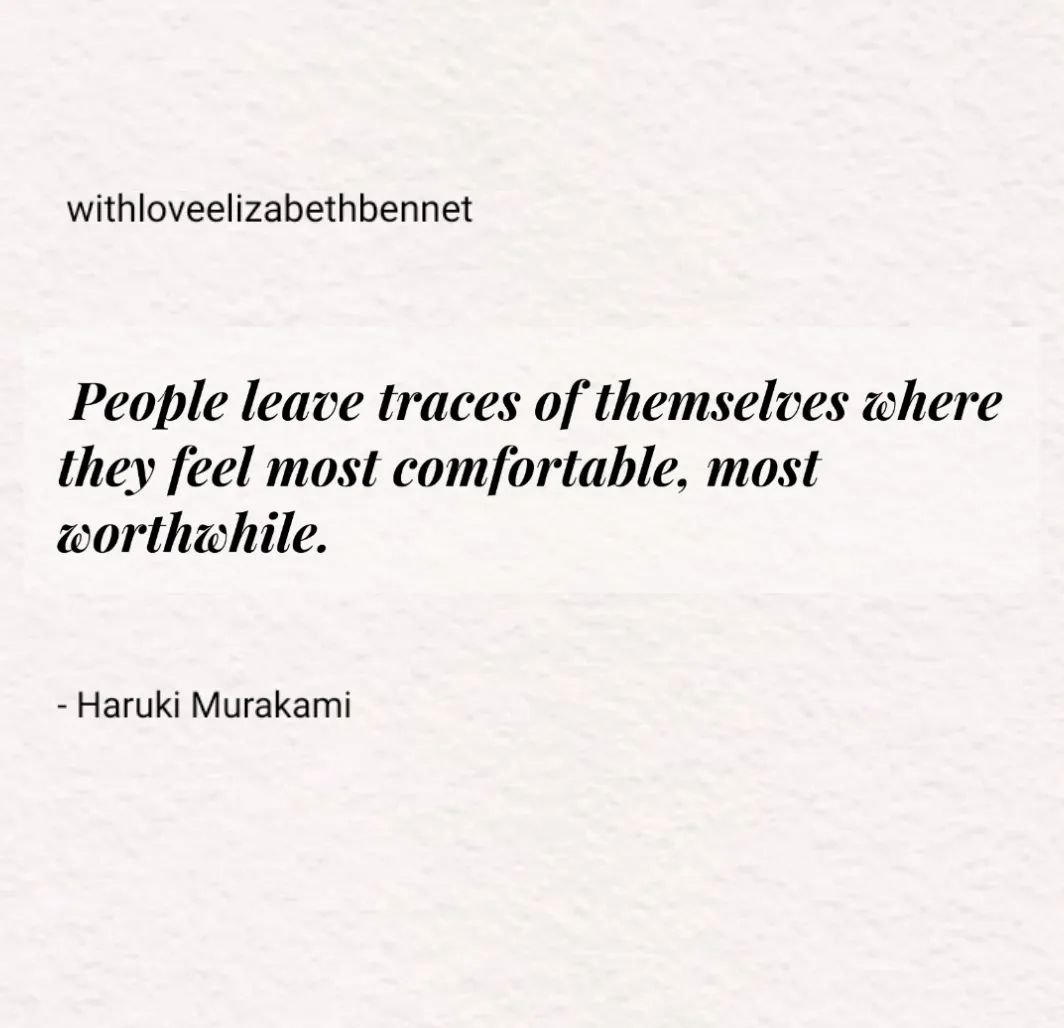 withloveelizabethbennet
People leave traces of themselves where
they feel most comfortable, most
worthwhile.
- Haruki Murakami